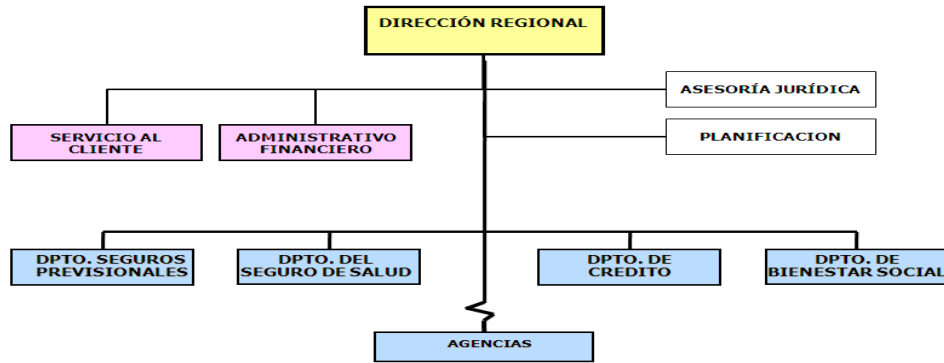 DIRECCIÓN REGIONAL
ASESORÍA JURÍDICA
SERVICIO AL
CLIENTE
ADMINISTRATIVO
FINANCIERO
PLANIFICACION
DPTO. SEGUROS
PREVISIONALES
DPTO. DEL
SEGURO DE SALUD
DPTO. DE
CREDITO
DPTO. DE
BIENESTAR SOCIAL
AGENCIAS